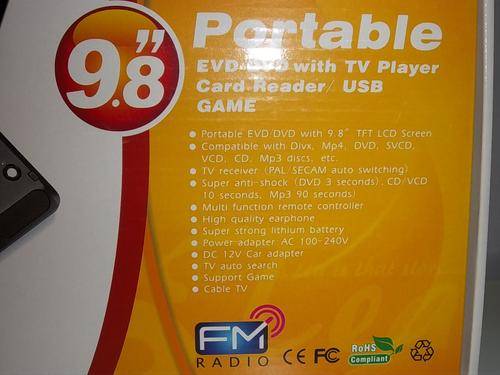 9.8"
Portable
EVD/DVD with TV Player
Card Reader/ USB
GAME
Portable EVD/DVD with 9.8" TFT LCD Screen
Compatible with Divx, Mp4, DVD, SVCD,
VCD, CD, Mp3 discs, etc.
TV receiver (PAL/SECAM auto switching)
Super anti-shock (DVD 3 seconds), CD/VCD
10 seconds, Mp3 90 seconds)
Multi function remote controller
High quality earphone
Super strong lithium battery
Power adapter AC 100-240V
DC 12V Car adapter
TV auto search
Support Game
Cable TV
FM
RADIO CE FC
RoHS
Compliant